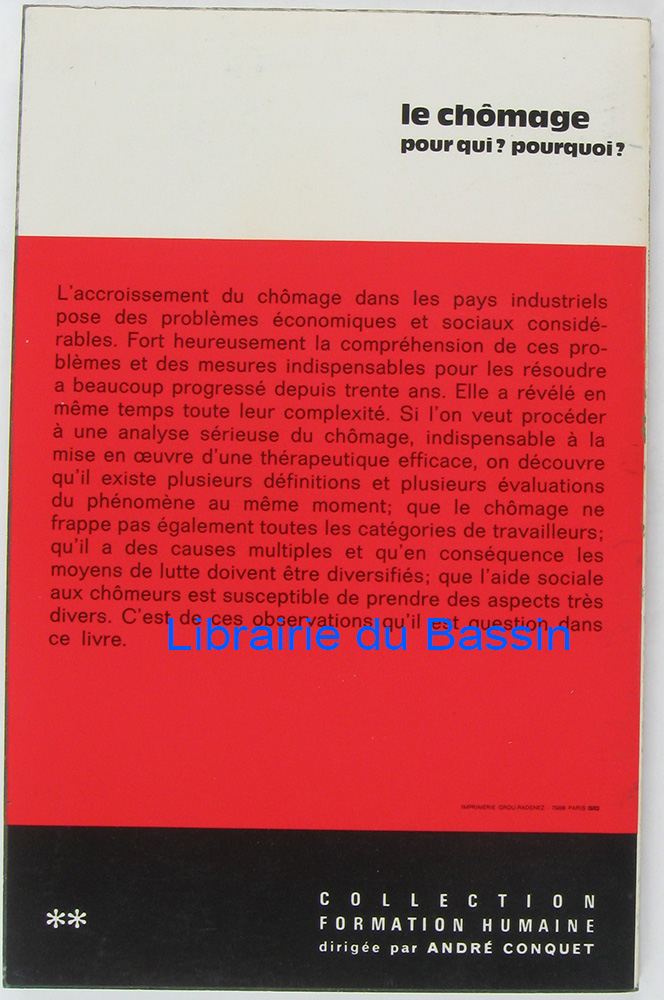 le chômage
pour qui? pourquoi?
L'accroissement du chômage dans les pays industriels
pose des problèmes économiques et sociaux considé-
rables. Fort heureusement la compréhension de ces pro-
blèmes et des mesures indispensables pour les résoudre
a beaucoup progressé depuis trente ans. Elle a révélé en
même temps toute leur complexité. Si l'on veut procéder
à une analyse sérieuse du chômage, indispensable à la
mise en œuvre d'une thérapeutique efficace, on découvre
qu'il existe plusieurs définitions et plusieurs évaluations
du phénomène au même moment; que le chômage ne
frappe pas également toutes les catégories de travailleurs;
qu'il a des causes multiples et qu'en conséquence les
moyens de lutte doivent être diversifiés; que l'aide sociale
aux chômeurs est susceptible de prendre des aspects très
divers. C'est de ces observations qu'il est question dans
ce livre.
Librairie du Bassin
IMPRIMERIE GROU-RADENEZ - PARIS
**
COLLECTION
FORMATION HUMAINE
dirigée par ANDRÉ CONQUET